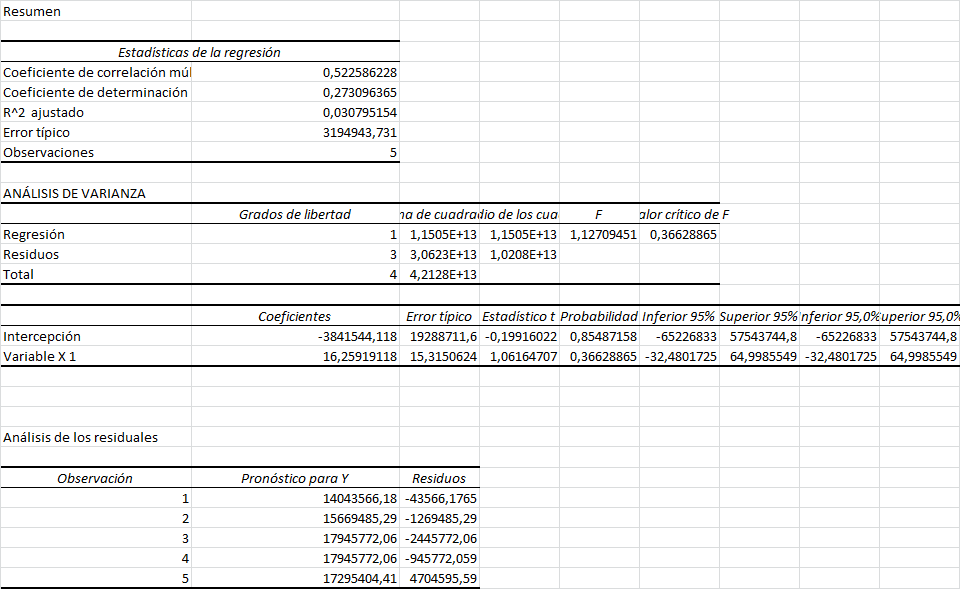 Resumen
Estadísticas de la regresión
Coeficiente de correlación múl 0,522586228
Coeficiente de determinación 0,273096365
R^2 ajustado 0,030795154
Error típico 3194943,731
Observaciones 5
ANÁLISIS DE VARIANZA
Grados de libertad na de cuadra dio de los cua F alor crítico de F
Regresión 1 1,1505E+13 1,1505E+13 1,12709451 0,36628865
Residuos 3 3,0623E+13 1,0208E+13
Total 4 4,2128E+13
Coeficientes Error típico Estadístico t Probabilidad Inferior 95% Superior 95% nferior 95,0% uperior 95,0%
Intercepción -3841544,118 19288711,6 -0,19916022 0,85487158 -65226833 57543744,8 -65226833 57543744,8
Variable X 1 16,25919118 15,3150624 1,06164707 0,36628865 -32,4801725 64,9985549 -32,4801725 64,9985549
Análisis de los residuales
Observación Pronóstico para Y Residuos
1 14043566,18 -43566,1765
2 15669485,29 -1269485,29
3 17945772,06 -2445772,06
4 17945772,06 -945772,059
5 17295404,41 4704595,59